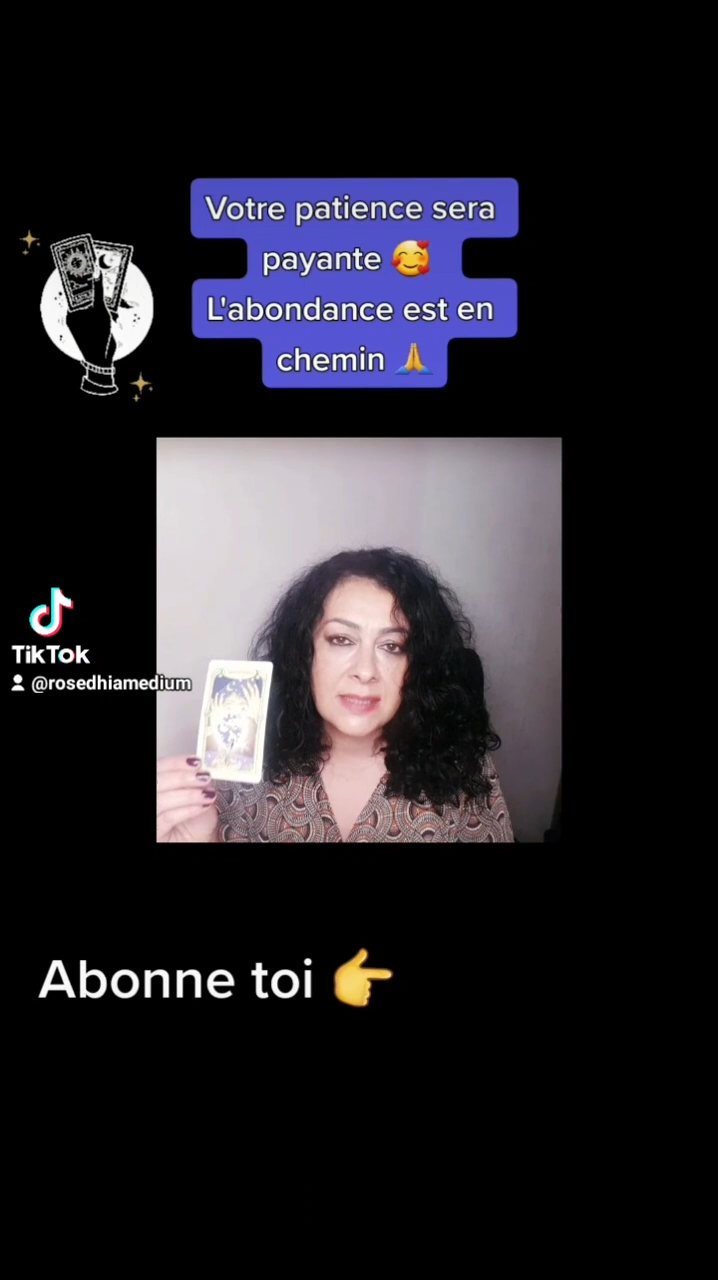 Votre patience sera
payante 🥰
L'abondance est en
chemin 🙏
TikTok
@rosedhiamedium
Abonne toi 👉